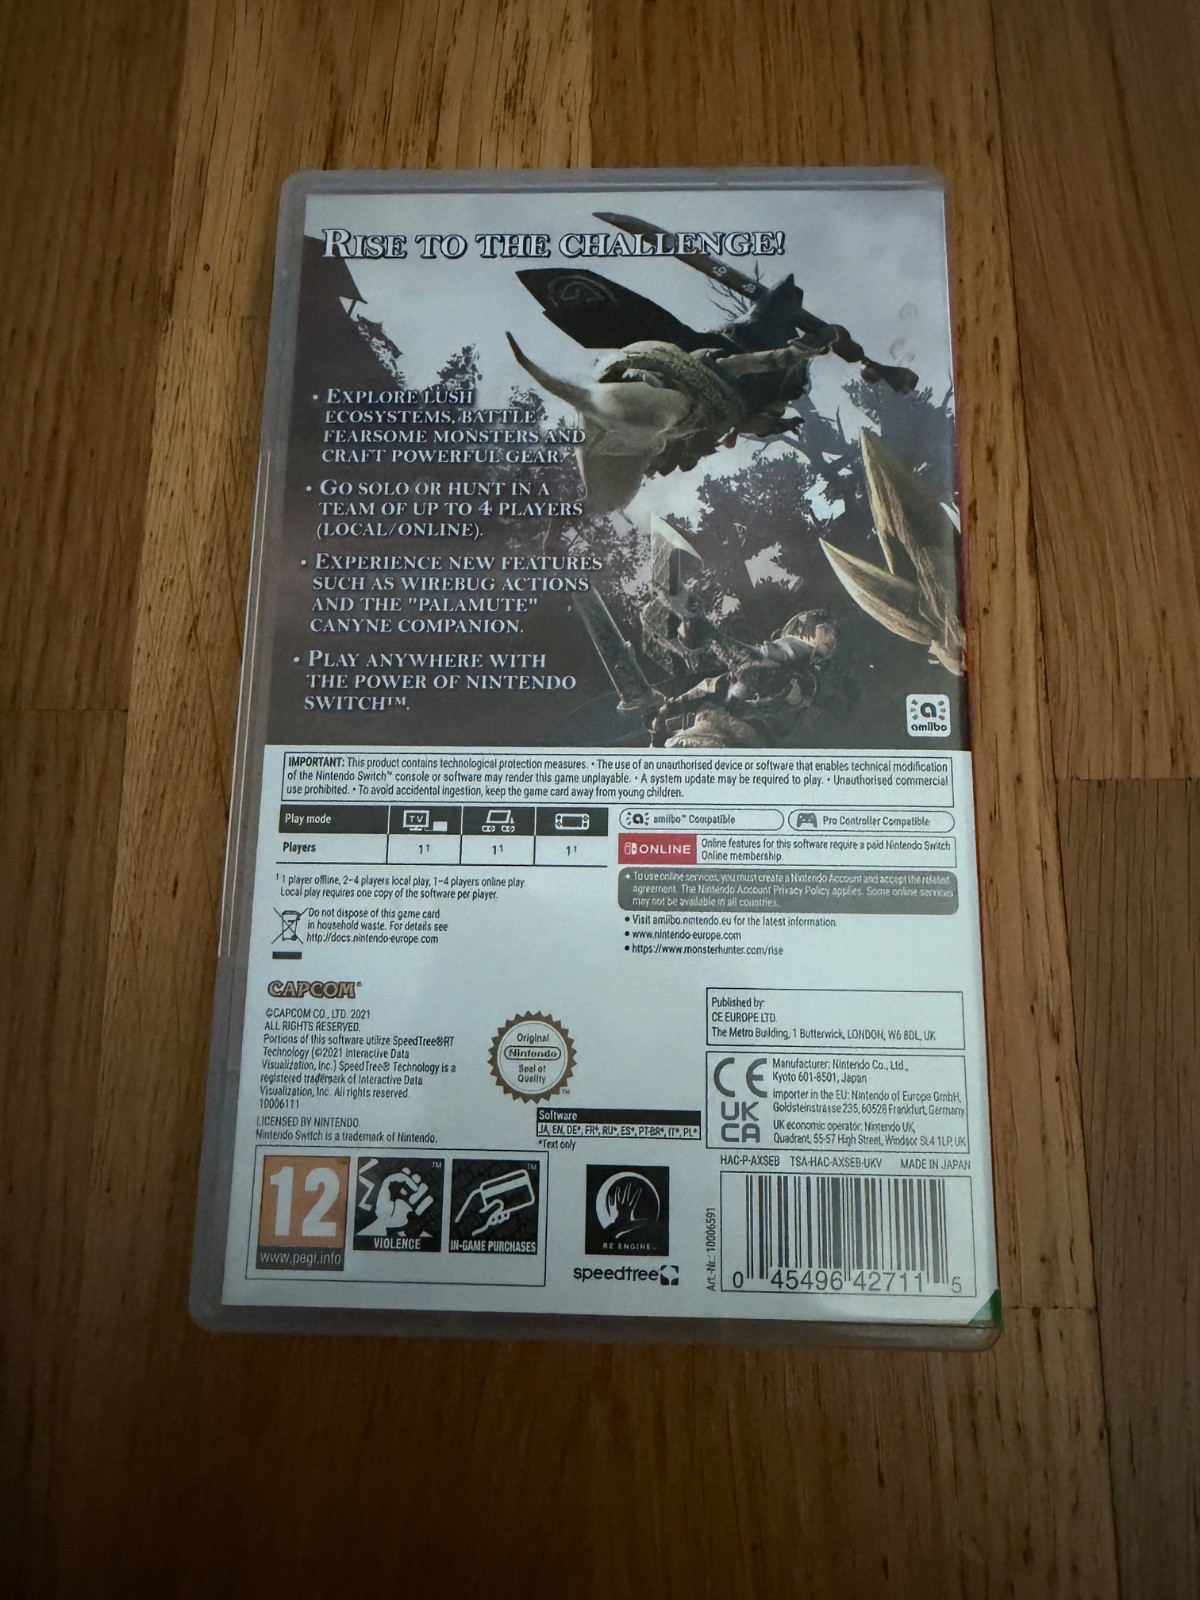 RISE TO THE CHALLENGE!
• EXPLORE LUSH
ECOSYSTEMS, BATTLE
FEARSOME MONSTERS AND
CRAFT POWERFUL GEAR.
• GO SOLO OR HUNT IN A
TEAM OF UP TO 4 PLAYERS
(LOCAL/ONLINE).
• EXPERIENCE NEW FEATURES
SUCH AS WIREBUG ACTIONS
AND THE "PALAMUTE"
CANYNE COMPANION.
• PLAY ANYWHERE WITH
THE POWER OF NINTENDO
SWITCH™.
amiibo
IMPORTANT: This product contains technological protection measures. • The use of an unauthorised device or software that enables technical modification
of the Nintendo Switch™ console or software may render this game unplayable. • A system update may be required to play. • Unauthorised commercial
use prohibited. • To avoid accidental ingestion, keep the game card away from young children.
Play mode TV
Players 1¹ 1¹ 1¹
¹ 1 player offline, 2-4 players local play, 1-4 players online play
Local play requires one copy of the software per player.
Do not dispose of this game card
in household waste. For details see
http://docs.nintendo-europe.com
amiibo™ Compatible
Pro Controller Compatible
ONLINE
Online features for this software require a paid Nintendo Switch
Online membership.
• To use online services, you must create a Nintendo Account and accept the related
agreement. The Nintendo Account Privacy Policy applies. Some online services
may not be available in all countries.
• Visit amiibo.nintendo.eu for the latest information.
• www.nintendo-europe.com
• https://www.monsterhunter.com/rise
CAPCOM®
©CAPCOM CO., LTD. 2021
ALL RIGHTS RESERVED.
Portions of this software utilize SpeedTree®RT
Technology (©2021 Interactive Data
Visualization, Inc.) SpeedTree® Technology is a
registered trademark of Interactive Data
Visualization, Inc. All rights reserved.
10006111
LICENSED BY NINTENDO
Nintendo Switch is a trademark of Nintendo.
Original
Nintendo
Seal of
Quality
TM
Software
JA, EN, DE*, FR*, RU*, ES*, PT-BR*, IT*, PL*
*Text only
Published by:
CE EUROPE LTD.
The Metro Building, 1 Butterwick, LONDON, W6 8DL, UK
CE
UK
CA
Manufacturer: Nintendo Co., Ltd.,
Kyoto 601-8501, Japan
Importer in the EU: Nintendo of Europe GmbH,
Goldsteinstrasse 235, 60528 Frankfurt, Germany
UK economic operator: Nintendo UK,
Quadrant, 55-57 High Street, Windsor SL4 1LP, UK
HAC-P-AXSEB TSA-HAC-AXSEB-UKV MADE IN JAPAN
12
www.pegi.info
VIOLENCE
TM
IN-GAME PURCHASES
TM
RE ENGINE
speedtree
Art.-Nr.: 10006591
0 45496 42711 5